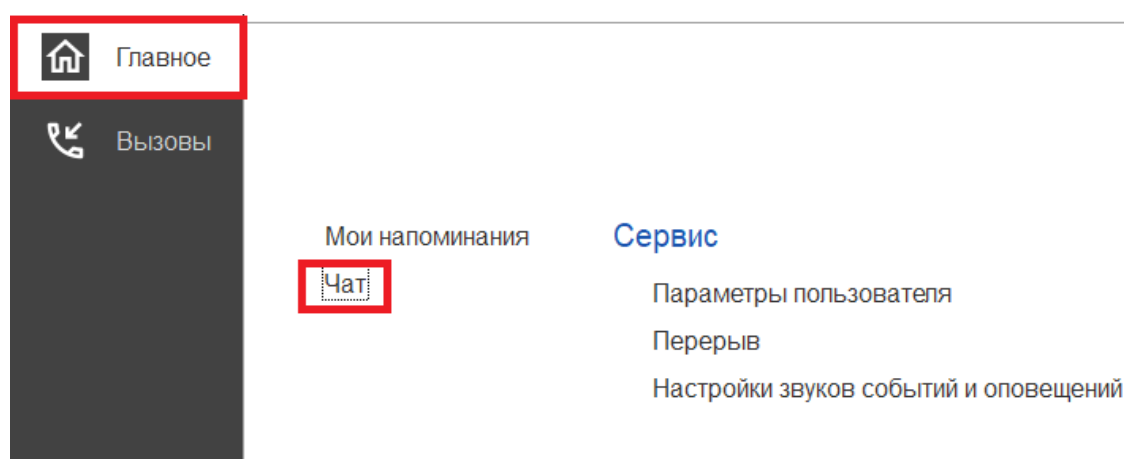 Главное
Вызовы
Мои напоминания
Чат
Сервис
Параметры пользователя
Перерыв
Настройки звуков событий и оповещений